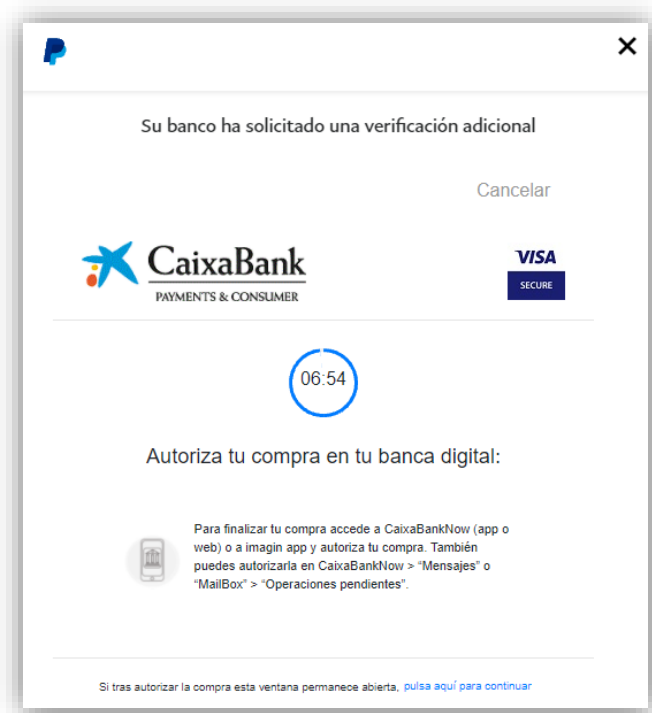 Su banco ha solicitado una verificación adicional
Cancelar
CaixaBank
PAYMENTS & CONSUMER
VISA
SECURE
06:54
Autoriza tu compra en tu banca digital:
Para finalizar tu compra accede a CaixaBankNow (app o
web) o a imagin app y autoriza tu compra. También
puedes autorizarla en CaixaBankNow > “Mensajes” o
“MailBox” > “Operaciones pendientes”.
Si tras autorizar la compra esta ventana permanece abierta, pulsa aquí para continuar